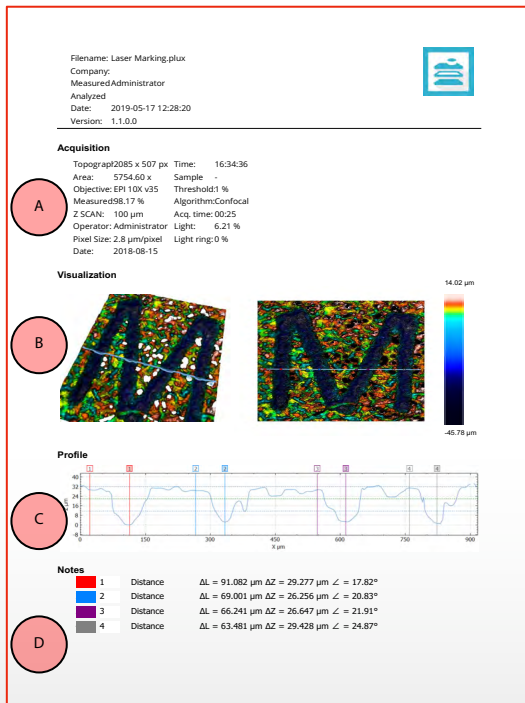 Filename: Laser Marking.plux
Company:
Measured Administrator
Analyzed
Date: 2019-05-17 12:28:20
Version: 1.1.0.0
Acquisition
Topograph 2085 x 507 px Time: 16:34:36
Area: 5754.60 x Sample -
Objective: EPI 10X v35 Threshold: 1 %
Measured: 98.17 % Algorithm: Confocal
Z SCAN: 100 µm Acq. time: 00:25
Operator: Administrator Light: 6.21 %
Pixel Size: 2.8 µm/pixel Light ring: 0 %
Date: 2018-08-15
A
Visualization
14.02 µm
B
-45.78 µm
Profile
1 1 2 2 3 3 4 4
40
32
24
16
8
0
-8
0 150 300 450 600 750 900
X µm
C
Notes
1 Distance ΔL = 91.082 µm ΔZ = 29.277 µm ∠ = 17.82°
2 Distance ΔL = 69.001 µm ΔZ = 26.256 µm ∠ = 20.83°
3 Distance ΔL = 66.241 µm ΔZ = 26.647 µm ∠ = 21.91°
4 Distance ΔL = 63.481 µm ΔZ = 29.428 µm ∠ = 24.87°
D